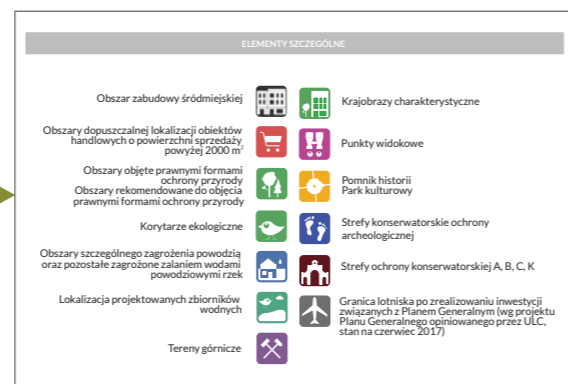 ELEMENTY SZCZEGÓLNE
Obszar zabudowy śródmiejskiej
Obszary dopuszczalnej lokalizacji obiektów
handlowych o powierzchni sprzedaży
powyżej 2000 m²
Obszary objęte prawnymi formami
ochrony przyrody
Obszary rekomendowane do objęcia
prawnymi formami ochrony przyrody
Korytarze ekologiczne
Obszary szczególnego zagrożenia powodzią
oraz pozostałe zagrożone zalaniem wodami
powodziowymi rzek
Lokalizacja projektowanych zbiorników
wodnych
Tereny górnicze
Krajobrazy charakterystyczne
Punkty widokowe
Pomnik historii
Park kulturowy
Strefy konserwatorskie ochrony
archeologicznej
Strefy ochrony konserwatorskiej A, B, C, K
Granica lotniska po zrealizowaniu inwestycji
związanych z Planem Generalnym (wg projektu
Planu Generalnego opiniowanego przez ULC,
stan na czerwiec 2017)